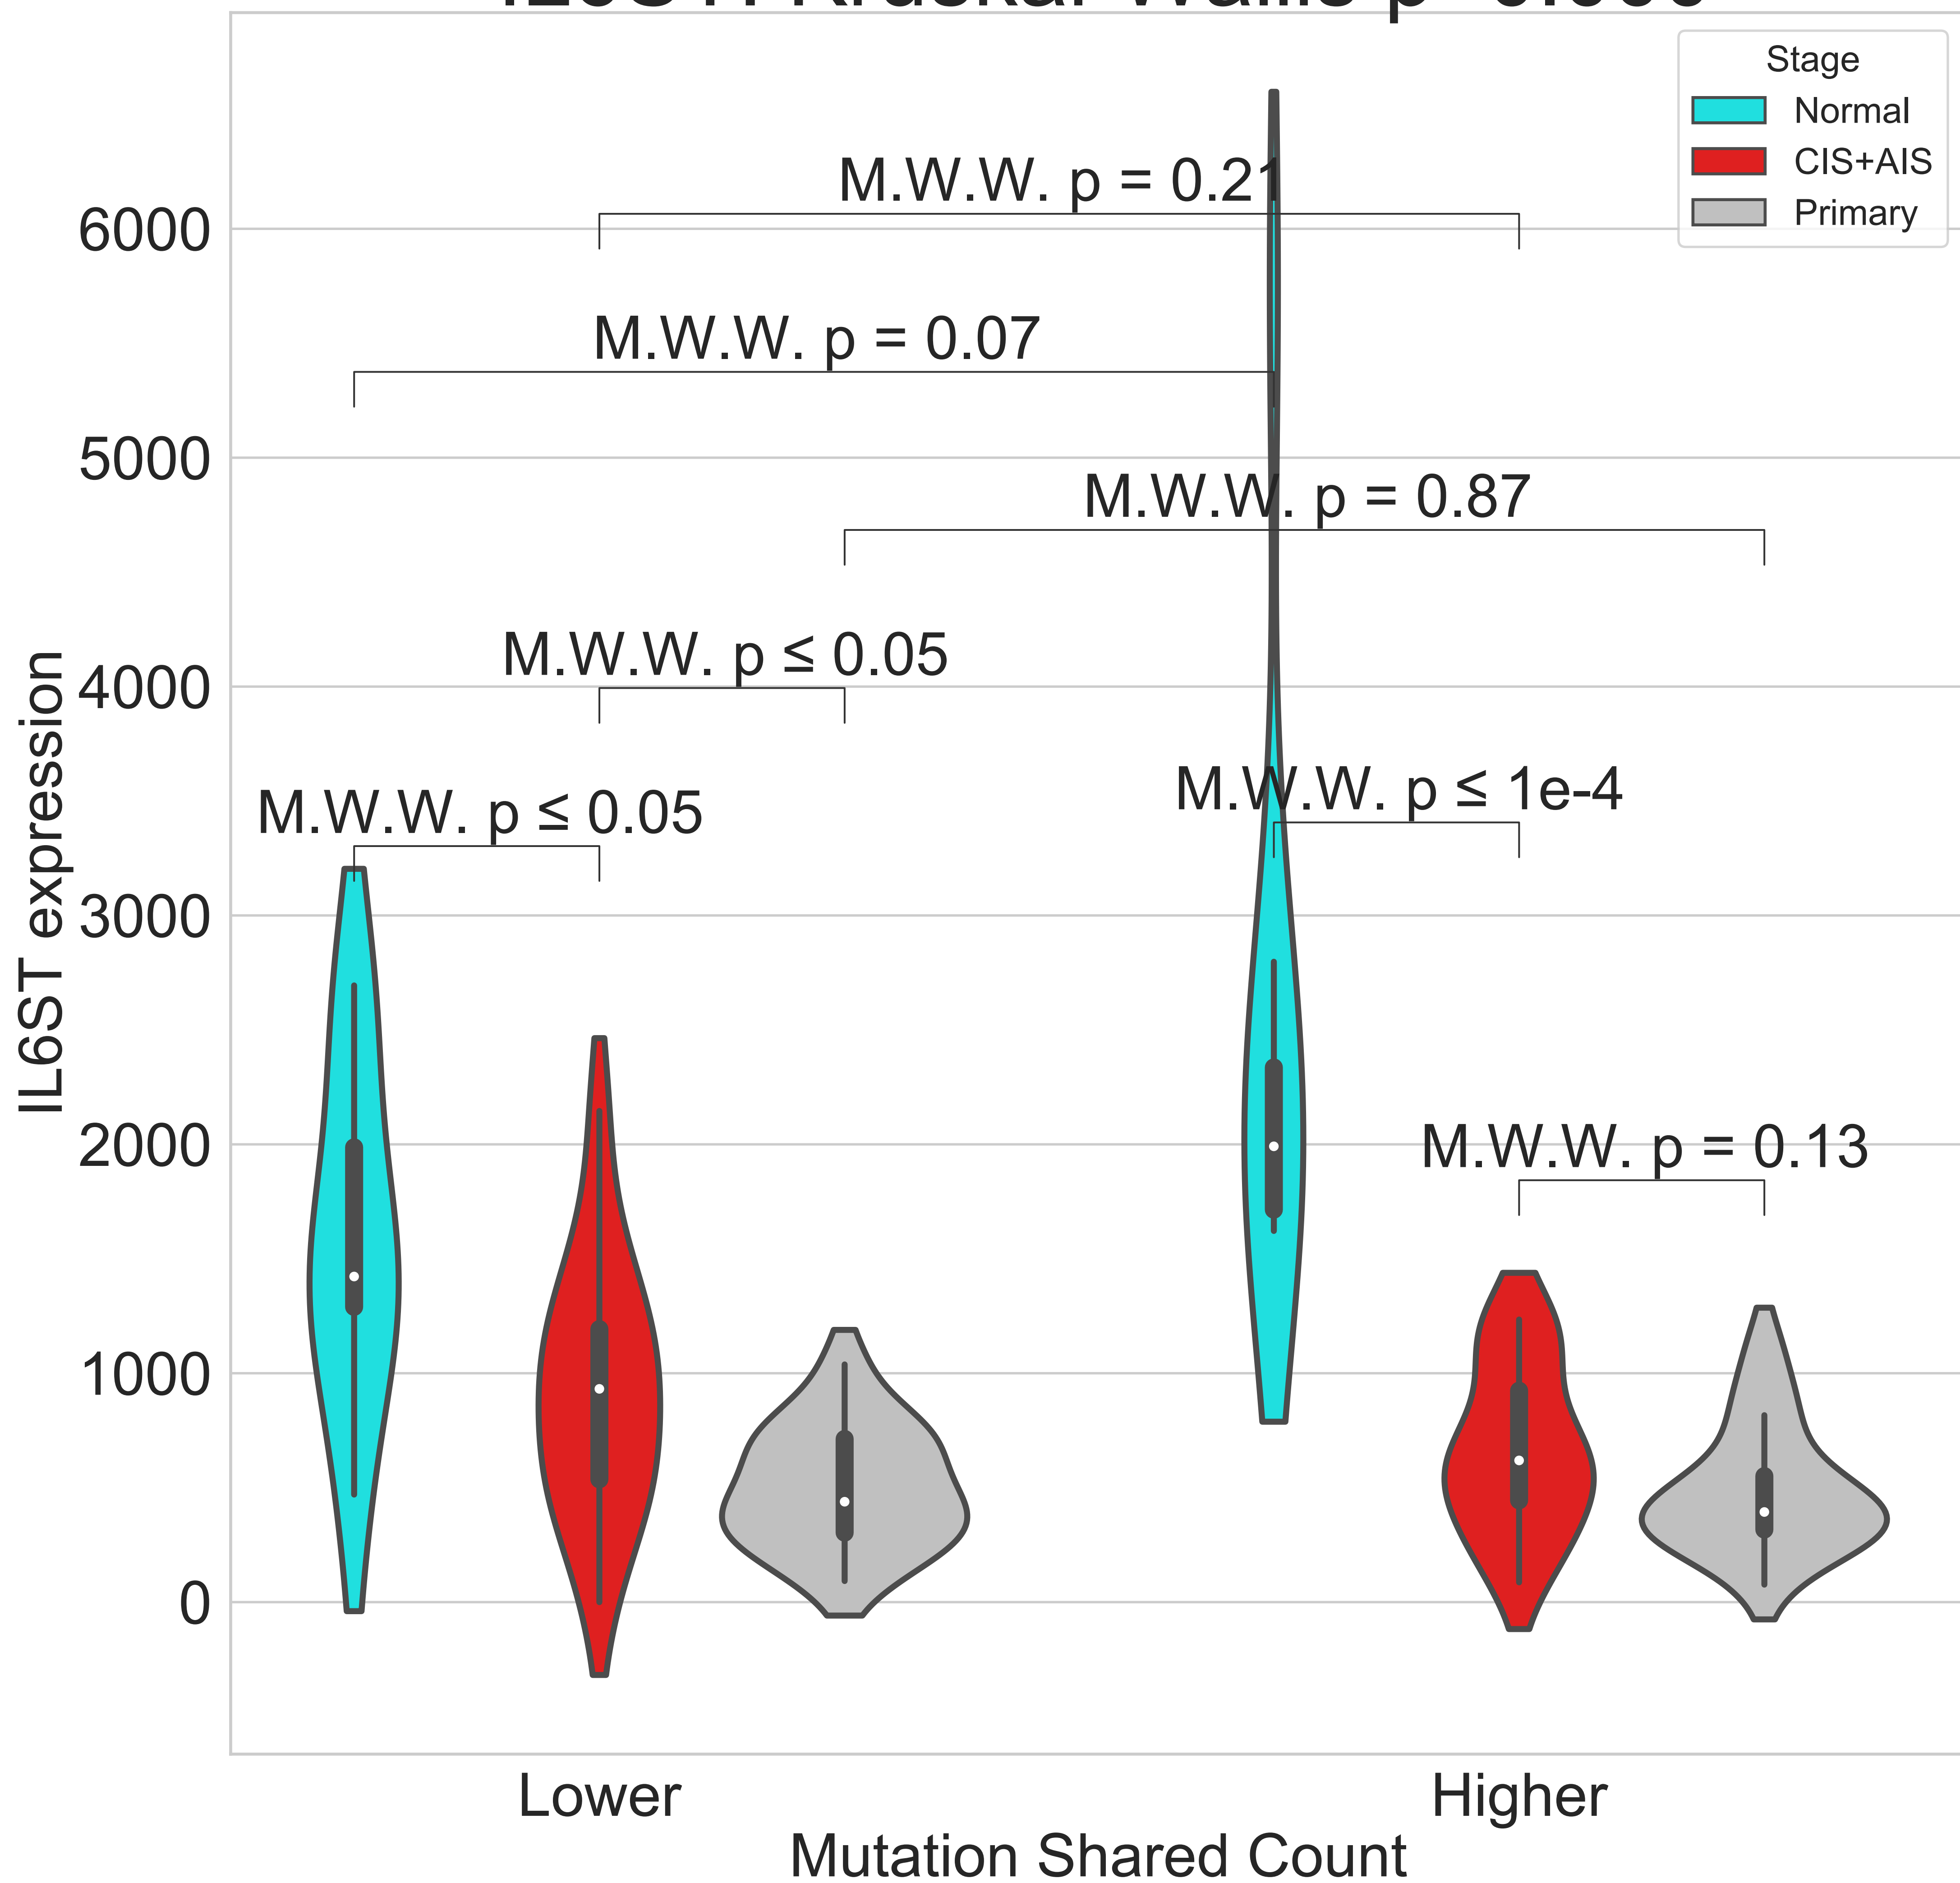 Stage
Normal
CIS+AIS
Primary
M.W.W. p = 0.21
6000
M.W.W. p = 0.07
5000
M.W.W. p = 0.87
M.W.W. p ≤ 0.05
4000
M.W.W. p ≤ 1e-4
M.W.W. p ≤ 0.05
3000
IL6ST expression
2000
M.W.W. p = 0.13
1000
0
Lower
Higher
Mutation Shared Count